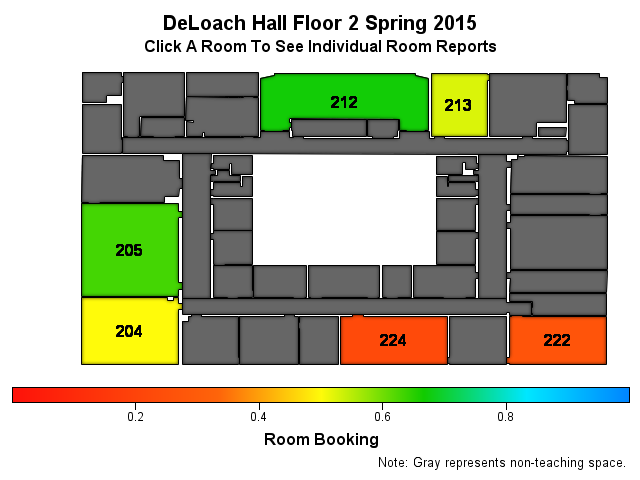 DeLoach Hall Floor 2 Spring 2015
Click A Room To See Individual Room Reports
212
213
205
204
224
222
0.2 0.4 0.6 0.8
Room Booking
Note: Gray represents non-teaching space.